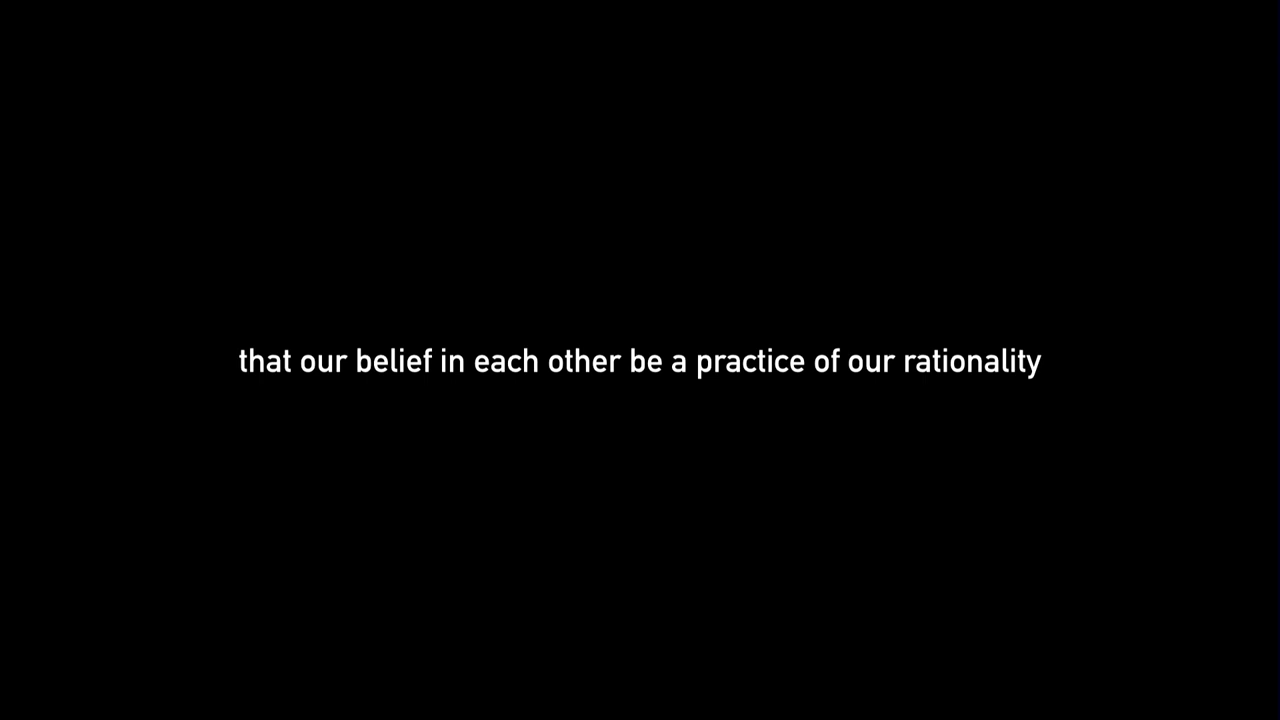 that our belief in each other be a practice of our rationality